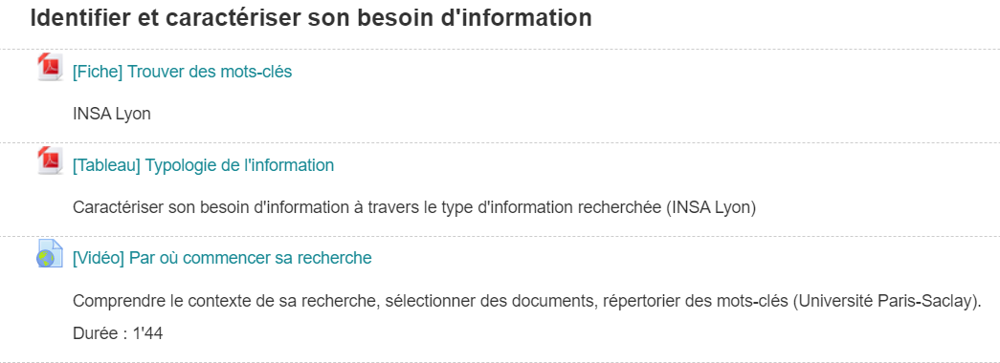 Identifier et caractériser son besoin d'information
[Fiche] Trouver des mots-clés
INSA Lyon
[Tableau] Typologie de l'information
Caractériser son besoin d'information à travers le type d'information recherchée (INSA Lyon)
[Vidéo] Par où commencer sa recherche
Comprendre le contexte de sa recherche, sélectionner des documents, répertorier des mots-clés (Université Paris-Saclay).
Durée : 1'44